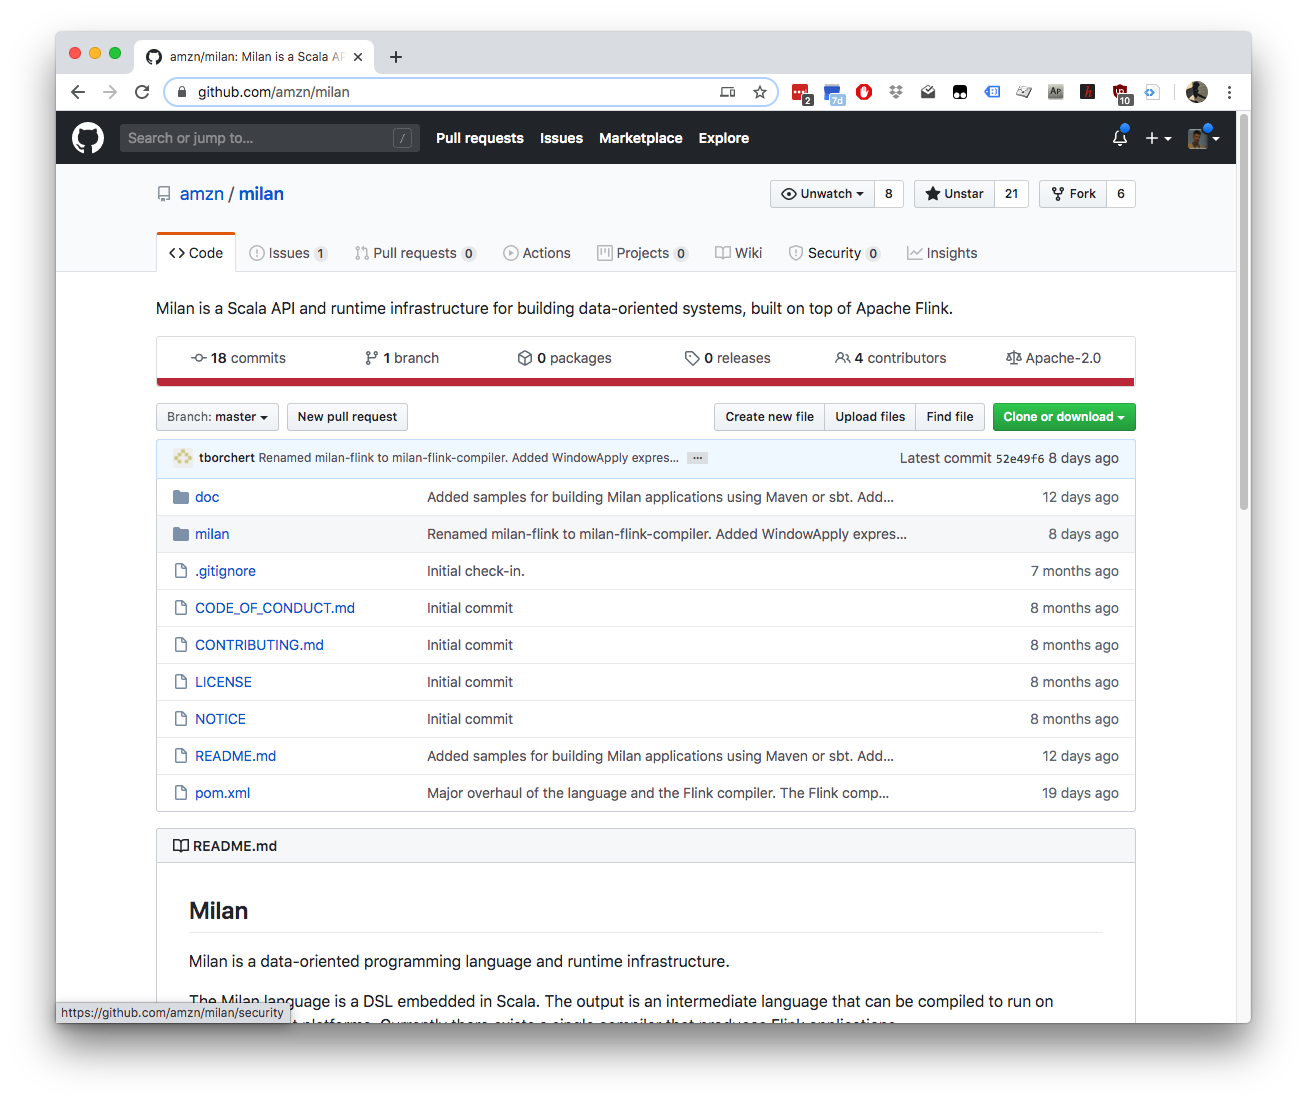 amzn/milan: Milan is a Scala AP
github.com/amzn/milan
2
7d
AP
h
10
Search or jump to...
/
Pull requests Issues Marketplace Explore
amzn / milan
Unwatch 8 Unstar 21 Fork 6
Code Issues 1 Pull requests 0 Actions Projects 0 Wiki Security 0 Insights
Milan is a Scala API and runtime infrastructure for building data-oriented systems, built on top of Apache Flink.
18 commits 1 branch 0 packages 0 releases 4 contributors Apache-2.0
Branch: master New pull request Create new file Upload files Find file Clone or download
tborchert Renamed milan-flink to milan-flink-compiler. Added WindowApply expres... ... Latest commit 52e49f6 8 days ago
doc Added samples for building Milan applications using Maven or sbt. Add... 12 days ago
milan Renamed milan-flink to milan-flink-compiler. Added WindowApply expres... 8 days ago
.gitignore Initial check-in. 7 months ago
CODE_OF_CONDUCT.md Initial commit 8 months ago
CONTRIBUTING.md Initial commit 8 months ago
LICENSE Initial commit 8 months ago
NOTICE Initial commit 8 months ago
README.md Added samples for building Milan applications using Maven or sbt. Add... 12 days ago
pom.xml Major overhaul of the language and the Flink compiler. The Flink comp... 19 days ago
README.md
Milan
Milan is a data-oriented programming language and runtime infrastructure.
The Milan language is a DSL embedded in Scala. The output is an intermediate language that can be compiled to run on
platforms. Currently there exists a single compiler that produces Flink applications.
https://github.com/amzn/milan/security